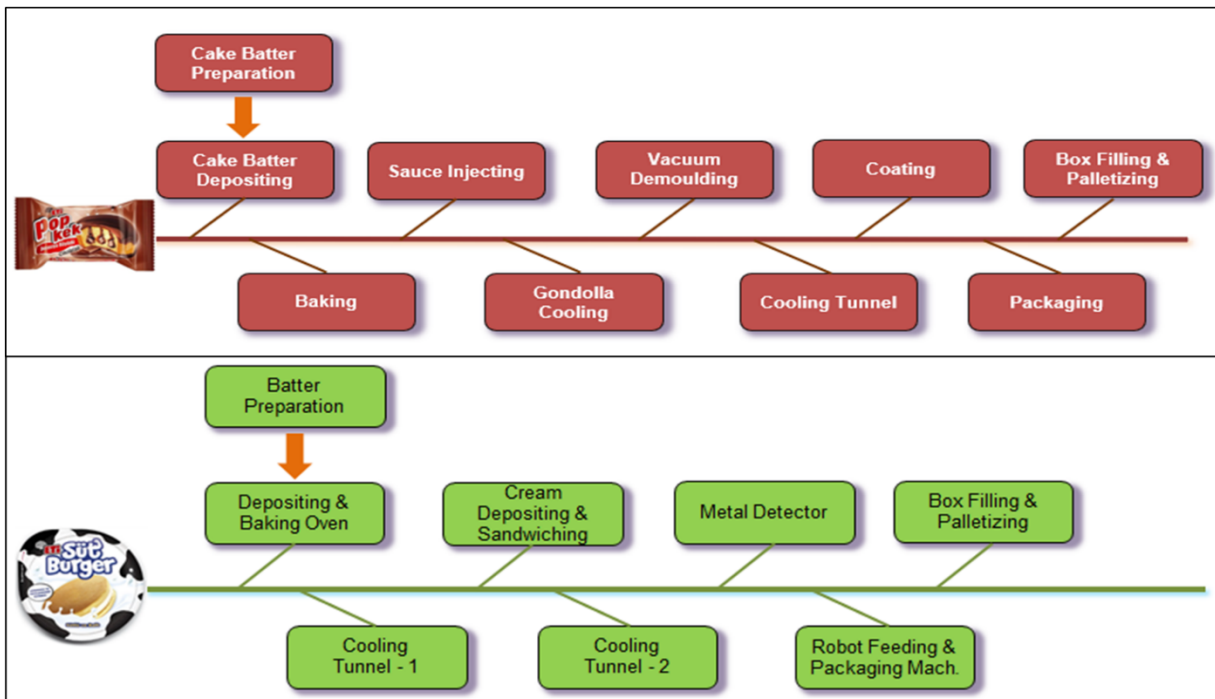 Cake Batter
Preparation
Cake Batter
Depositing
Sauce Injecting
Vacuum
Demoulding
Coating
Box Filling &
Palletizing
ETİ
Pop
kek
Baking
Gondolla
Cooling
Cooling Tunnel
Packaging
Batter
Preparation
Depositing &
Baking Oven
Cream
Depositing &
Sandwiching
Metal Detector
Box Filling &
Palletizing
ETİ
Süt
Burger
Cooling
Tunnel - 1
Cooling
Tunnel - 2
Robot Feeding &
Packaging Mach.